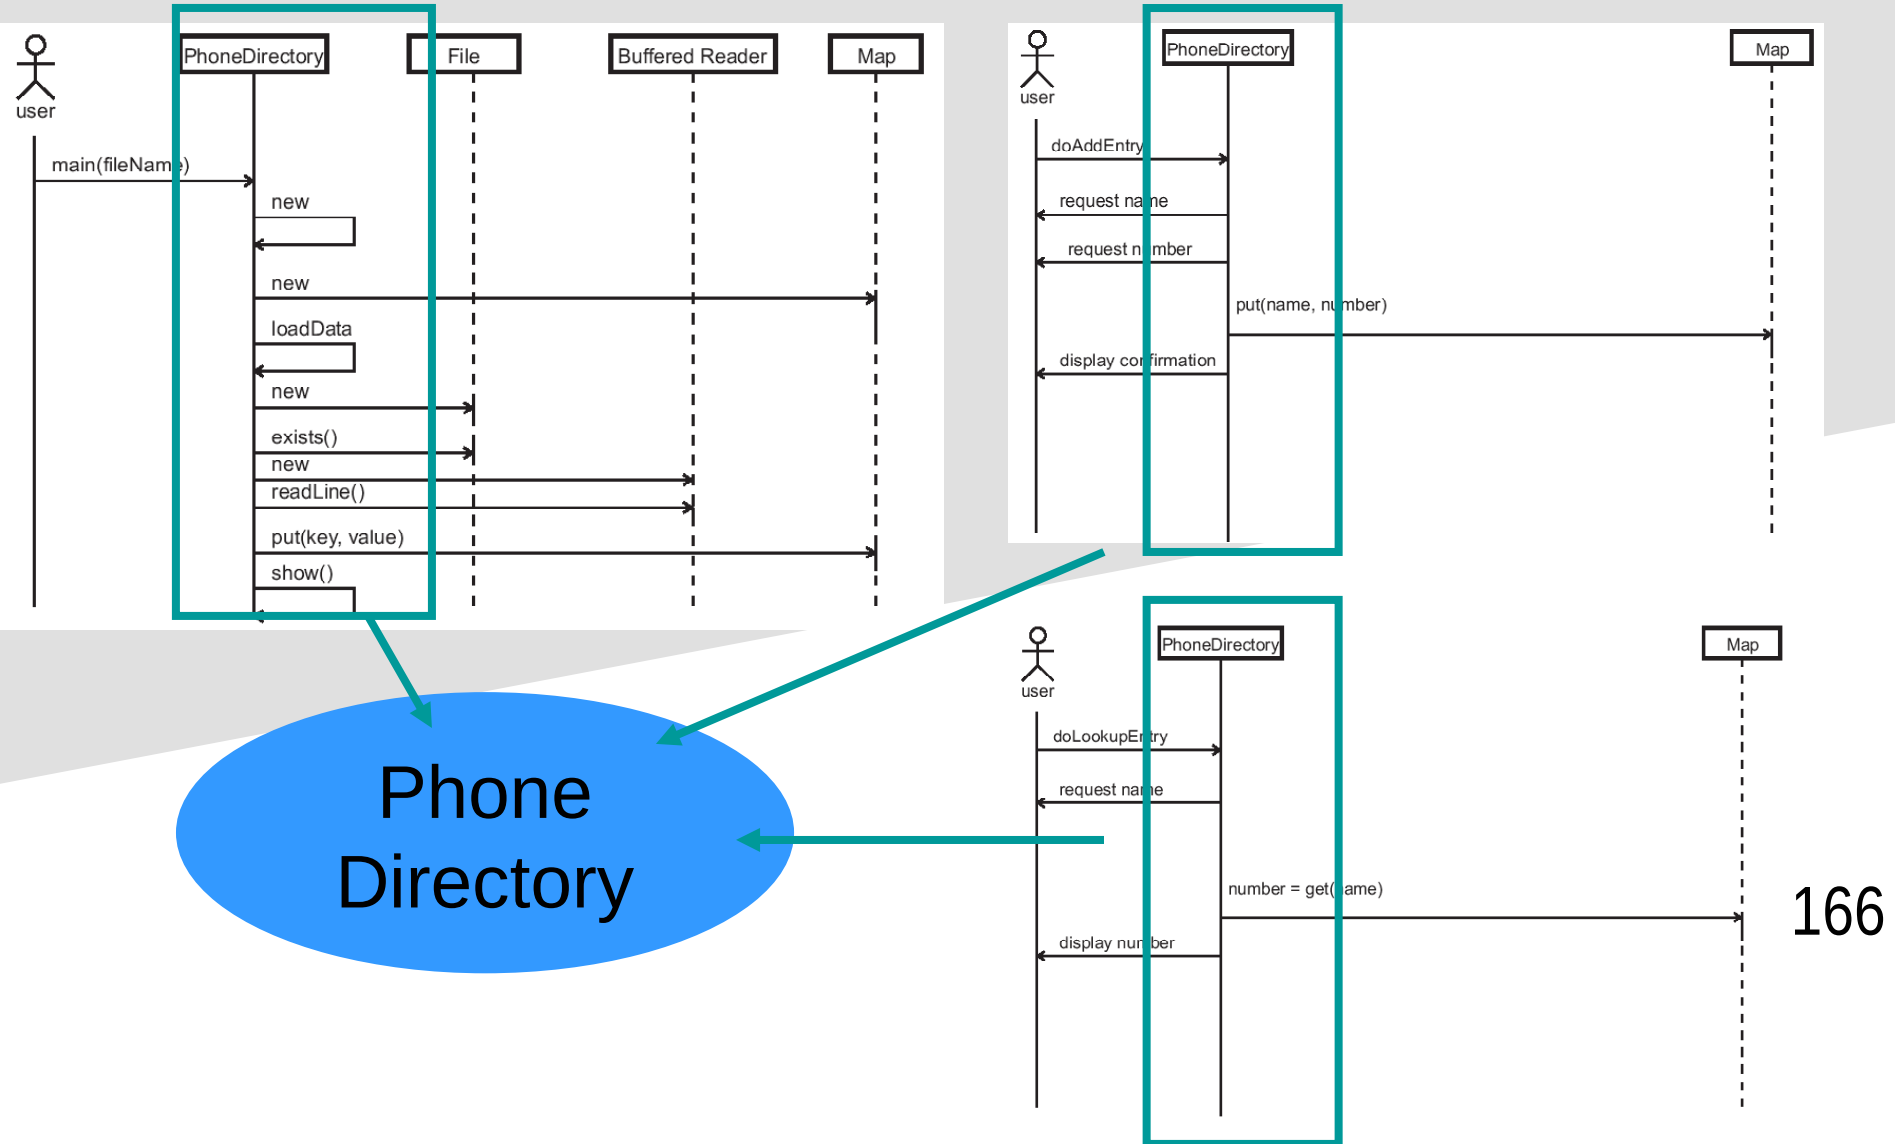 PhoneDirectory
File
Buffered Reader
Map
user
main(fileName)
new
new
loadData
new
exists()
new
readLine()
put(key, value)
show()
PhoneDirectory
Map
user
doAddEntry
request name
request number
put(name, number)
display confirmation
PhoneDirectory
Map
user
doLookupEntry
request name
number = get(name)
display number
Phone
Directory
166